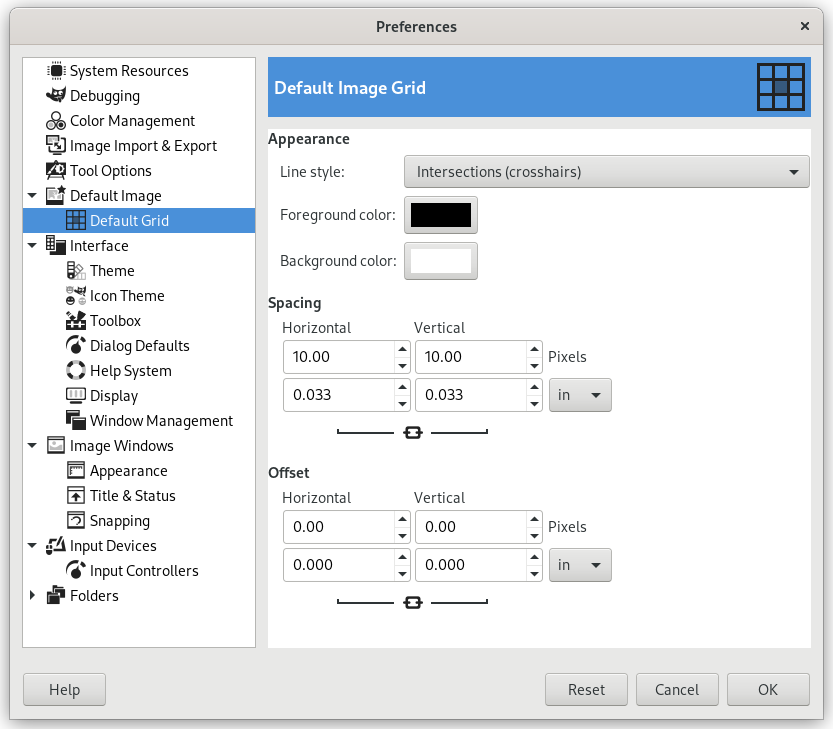 Preferences
System Resources
Debugging
Color Management
Image Import & Export
Tool Options
Default Image
Default Grid
Interface
Theme
Icon Theme
Toolbox
Dialog Defaults
Help System
Display
Window Management
Image Windows
Appearance
Title & Status
Snapping
Input Devices
Input Controllers
Folders
Default Image Grid
Appearance
Line style: Intersections (crosshairs)
Foreground color:
Background color:
Spacing
Horizontal Vertical
10.00 10.00 Pixels
0.033 0.033 in
Offset
Horizontal Vertical
0.00 0.00 Pixels
0.000 0.000 in
Help Reset Cancel OK